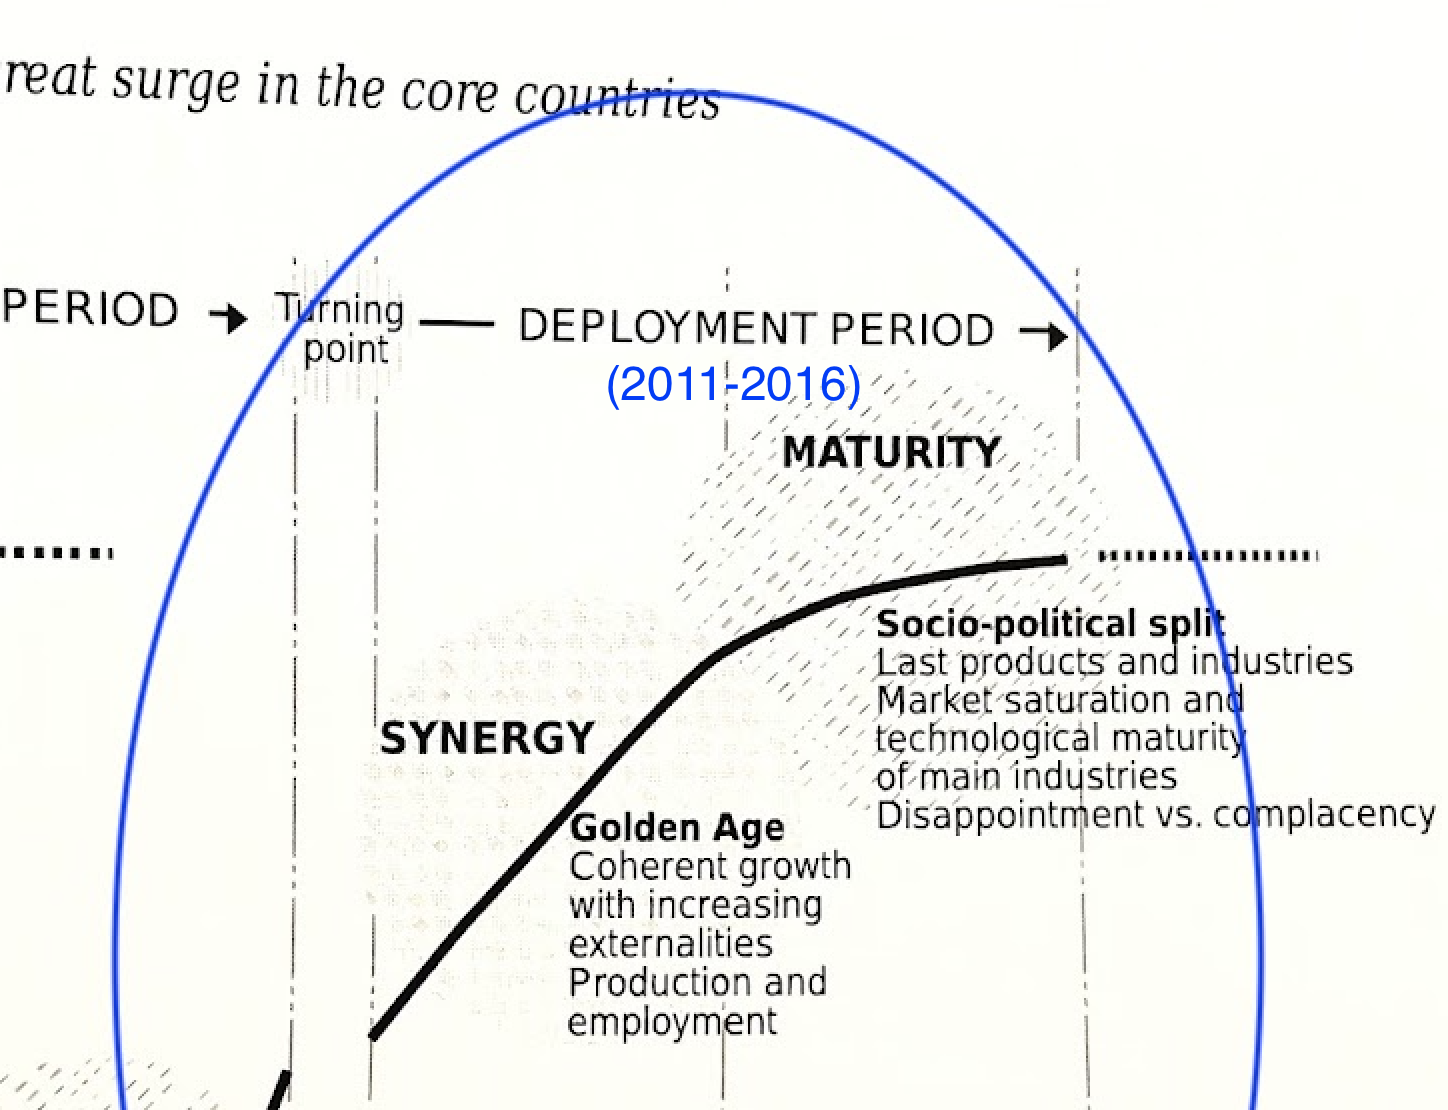 reat surge in the core countries
PERIOD → Turning point — DEPLOYMENT PERIOD →
(2011-2016)
MATURITY
Socio-political split
Last products and industries
Market saturation and
technological maturity
of main industries
Disappointment vs. complacency
SYNERGY
Golden Age
Coherent growth
with increasing
externalities
Production and
employment